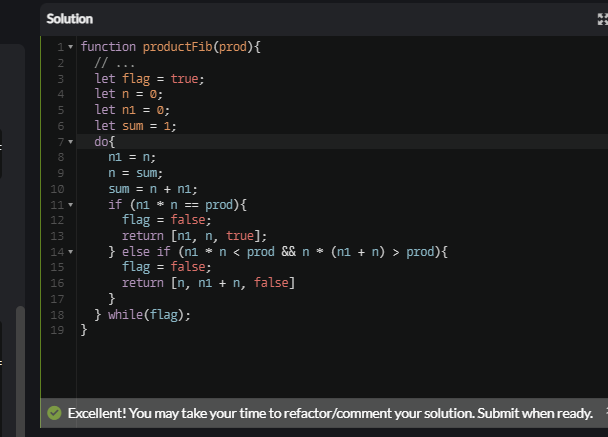 Solution
1 function productFib(prod){
2 // ...
3 let flag = true;
4 let n = 0;
5 let n1 = 0;
6 let sum = 1;
7 do{
8 n1 = n;
9 n = sum;
10 sum = n + n1;
11 if (n1 * n == prod){
12 flag = false;
13 return [n1, n, true];
14 } else if (n1 * n < prod && n * (n1 + n) > prod){
15 flag = false;
16 return [n, n1 + n, false]
17 }
18 } while(flag);
19 }
Excellent! You may take your time to refactor/comment your solution. Submit when ready.